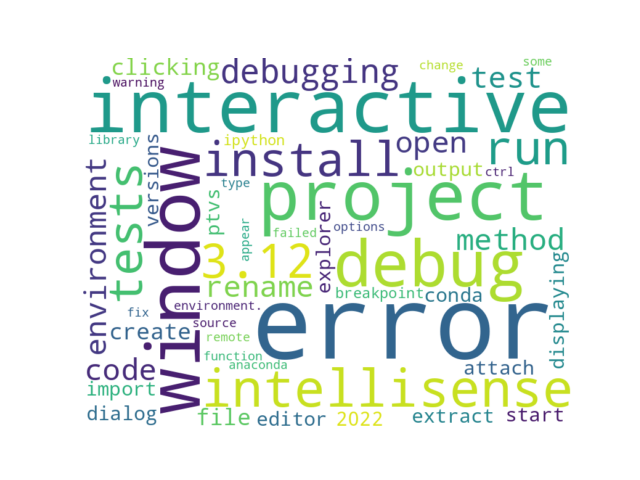 some
change
clicking
debugging
test
warning
interactive
library
versions
ipython
install
open
run
output
ctrl
type
window
environment
tests
ptvs
project
explorer
options
appear
failed
method
3.12
debug
displaying
rename
breakpoint
conda
environment.
error
fix
create
source
remote
function
anaconda
code
attach
import
intellisense
dialog
file
editor
2022
extract
start